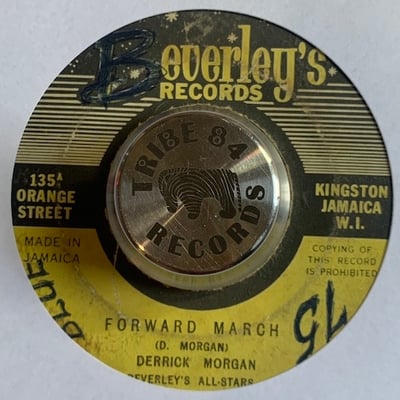 Beverley's
RECORDS
TRIBE 84
RECORDS
135A
ORANGE
STREET
KINGSTON
JAMAICA
W.I.
MADE IN
JAMAICA
COPYING OF
THIS RECORD
IS PROHIBITED
BLUE
FORWARD MARCH
(D. MORGAN)
DERRICK MORGAN
BEVERLEY'S ALL-STARS